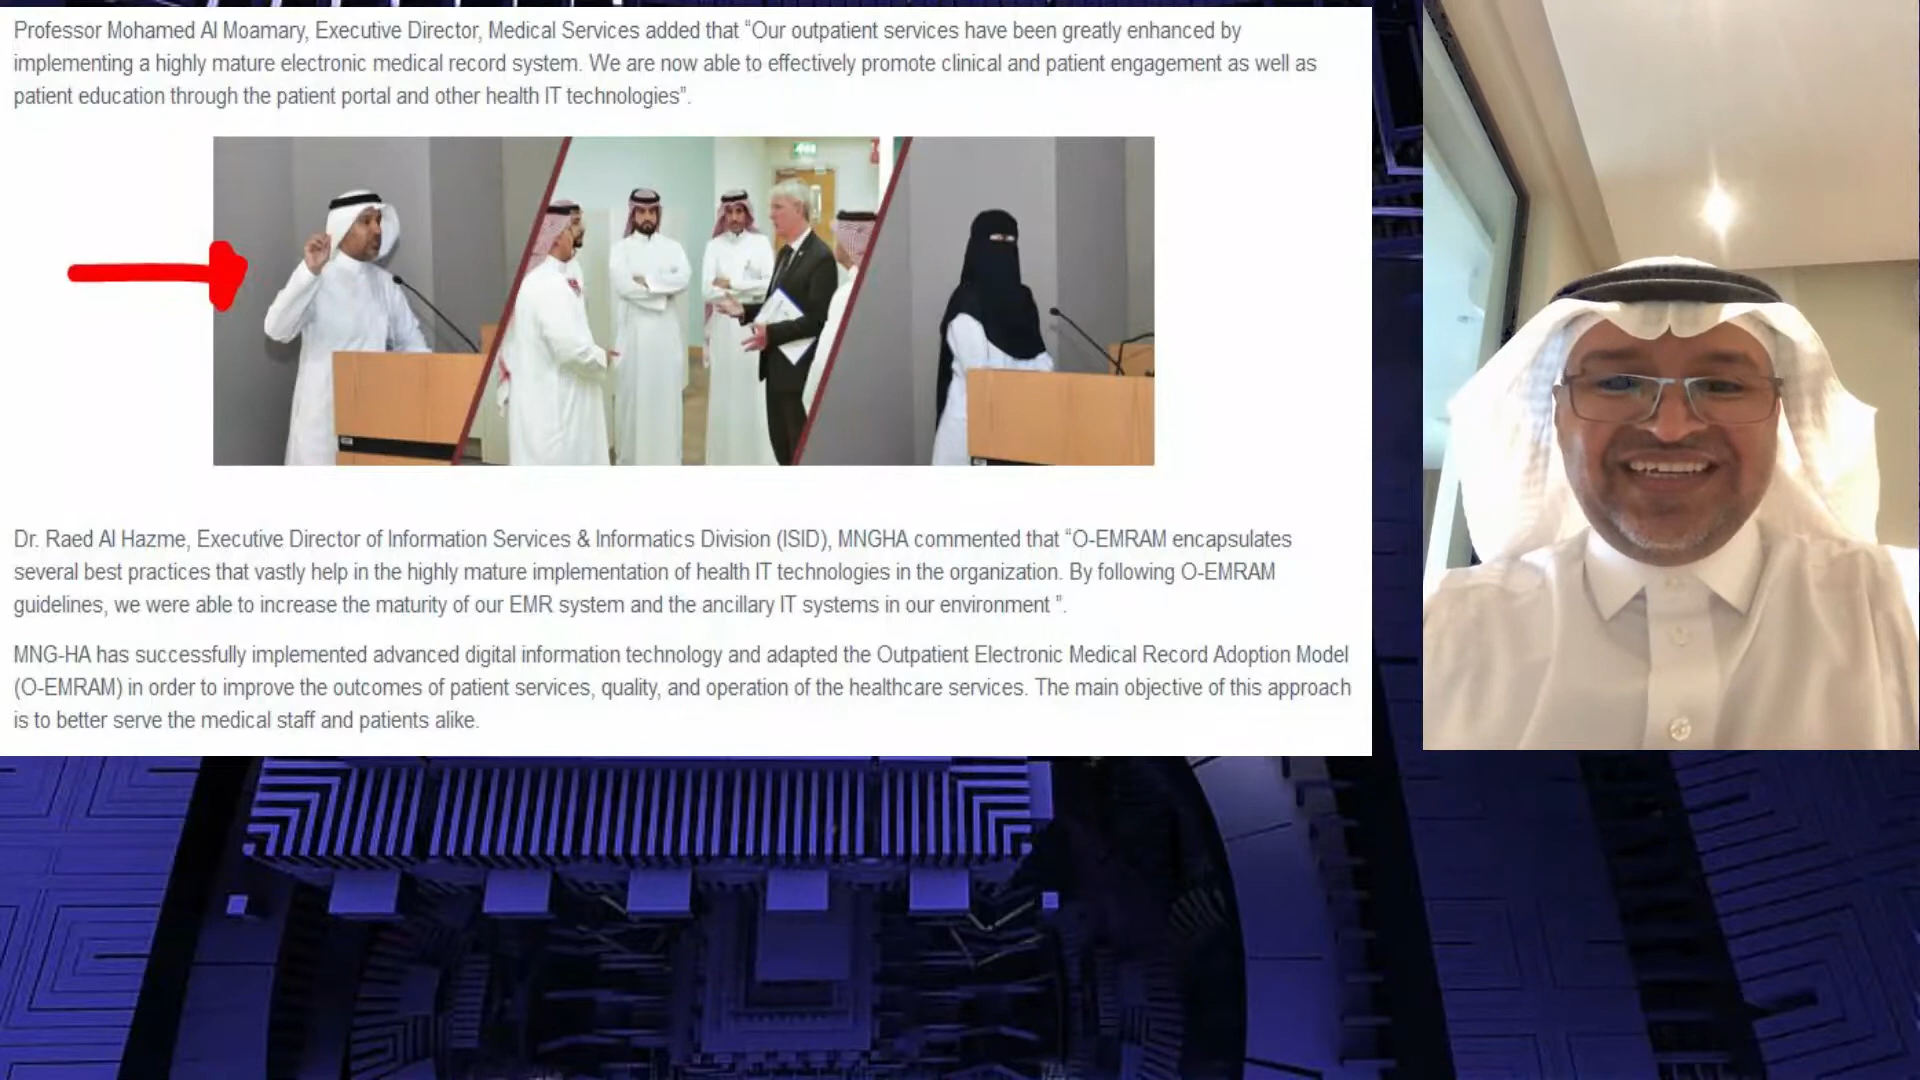 Professor Mohamed Al Moamary, Executive Director, Medical Services added that “Our outpatient services have been greatly enhanced by
implementing a highly mature electronic medical record system. We are now able to effectively promote clinical and patient engagement as well as
patient education through the patient portal and other health IT technologies”.
Dr. Raed Al Hazme, Executive Director of Information Services & Informatics Division (ISID), MNGHA commented that “O-EMRAM encapsulates
several best practices that vastly help in the highly mature implementation of health IT technologies in the organization. By following O-EMRAM
guidelines, we were able to increase the maturity of our EMR system and the ancillary IT systems in our environment ”.
MNG-HA has successfully implemented advanced digital information technology and adapted the Outpatient Electronic Medical Record Adoption Model
(O-EMRAM) in order to improve the outcomes of patient services, quality, and operation of the healthcare services. The main objective of this approach
is to better serve the medical staff and patients alike.